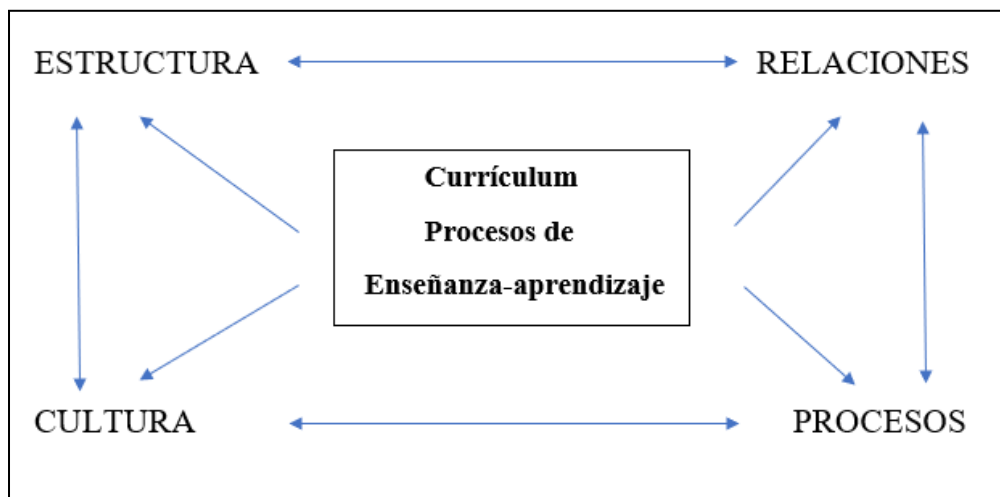 ESTRUCTURA
RELACIONES
Currículum
Procesos de
Enseñanza-aprendizaje
CULTURA
PROCESOS